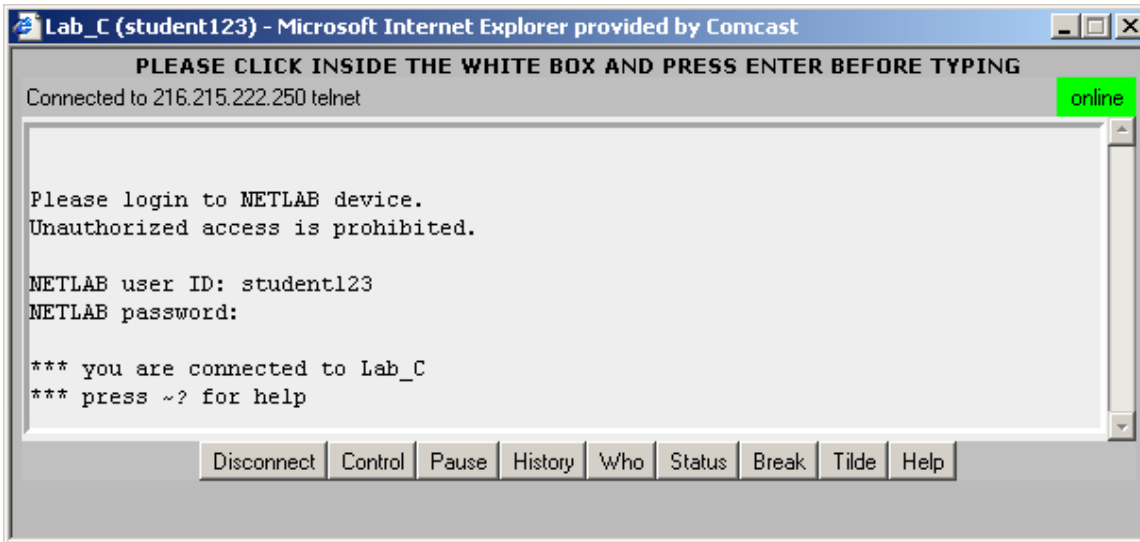 Lab_C (student123) - Microsoft Internet Explorer provided by Comcast
PLEASE CLICK INSIDE THE WHITE BOX AND PRESS ENTER BEFORE TYPING
Connected to 216.215.222.250 telnet
online
Please login to NETLAB device.
Unauthorized access is prohibited.
NETLAB user ID: student123
NETLAB password:
*** you are connected to Lab_C
*** press ~? for help
Disconnect Control Pause History Who Status Break Tilde Help